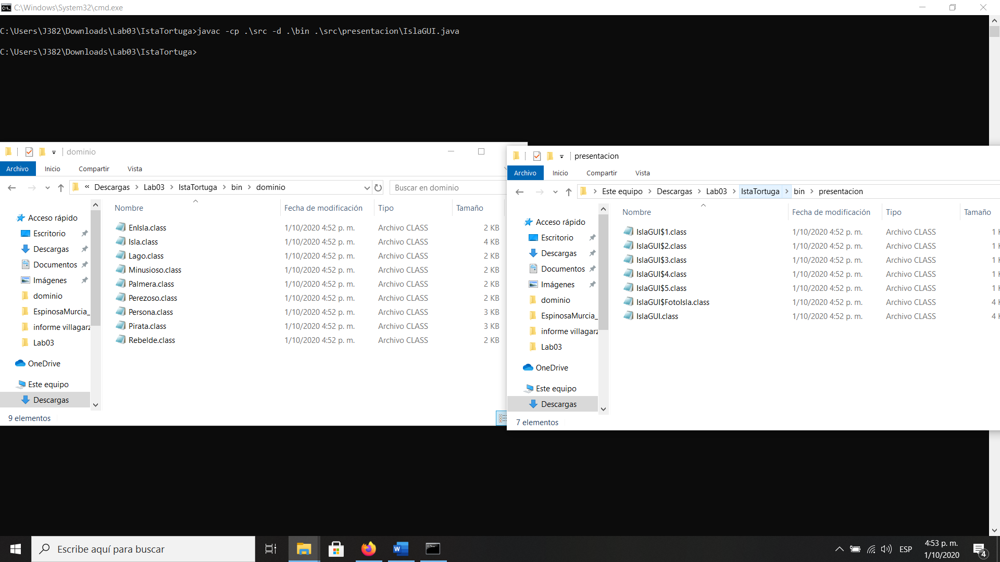 C:\Windows\System32\cmd.exe
C:\Users\J382\Downloads\Lab03\IstaTortuga>javac -cp .\src -d .\bin .\src\presentacion\IslaGUI.java
C:\Users\J382\Downloads\Lab03\IstaTortuga>
dominio
Archivo Inicio Compartir Vista
« Descargas > Lab03 > IstaTortuga > bin > dominio
Buscar en dominio
Nombre Fecha de modificación Tipo Tamaño
Acceso rápido
Escritorio
Descargas
Documentos
Imágenes
dominio
EspinosaMurcia_
informe villagarz
Lab03
OneDrive
Este equipo
Descargas
EnIsla.class 1/10/2020 4:52 p. m. Archivo CLASS 2 KB
Isla.class 1/10/2020 4:52 p. m. Archivo CLASS 4 KB
Lago.class 1/10/2020 4:52 p. m. Archivo CLASS 2 KB
Minusioso.class 1/10/2020 4:52 p. m. Archivo CLASS 2 KB
Palmera.class 1/10/2020 4:52 p. m. Archivo CLASS 2 KB
Perezoso.class 1/10/2020 4:52 p. m. Archivo CLASS 2 KB
Persona.class 1/10/2020 4:52 p. m. Archivo CLASS 3 KB
Pirata.class 1/10/2020 4:52 p. m. Archivo CLASS 3 KB
Rebelde.class 1/10/2020 4:52 p. m. Archivo CLASS 2 KB
9 elementos
presentacion
Archivo Inicio Compartir Vista
> Este equipo > Descargas > Lab03 > IstaTortuga > bin > presentacion
Nombre Fecha de modificación Tipo Tamaño
Acceso rápido
Escritorio
Descargas
Documentos
Imágenes
dominio
EspinosaMurcia_
informe villagarz
Lab03
OneDrive
Este equipo
Descargas
IslaGUI$1.class 1/10/2020 4:52 p. m. Archivo CLASS 1 K
IslaGUI$2.class 1/10/2020 4:52 p. m. Archivo CLASS 1 K
IslaGUI$3.class 1/10/2020 4:52 p. m. Archivo CLASS 1 K
IslaGUI$4.class 1/10/2020 4:52 p. m. Archivo CLASS 1 K
IslaGUI$5.class 1/10/2020 4:52 p. m. Archivo CLASS 1 K
IslaGUI$FotoIsla.class 1/10/2020 4:52 p. m. Archivo CLASS 4 K
IslaGUI.class 1/10/2020 4:52 p. m. Archivo CLASS 4 K
7 elementos
Escribe aquí para buscar
ESP
4:53 p. m.
1/10/2020
4